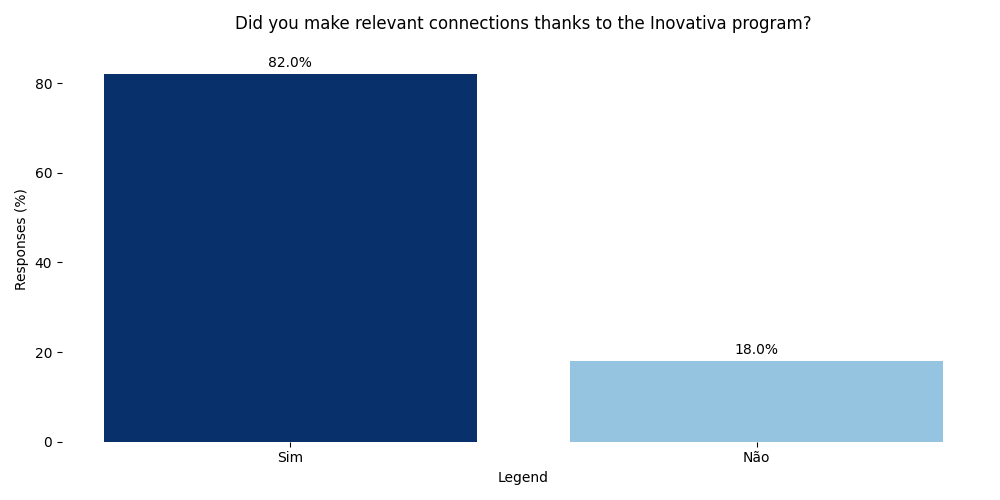 Did you make relevant connections thanks to the Inovativa program?
82.0%
80
18.0%
60
40
20
0
Responses (%)
Sim
Não
Legend